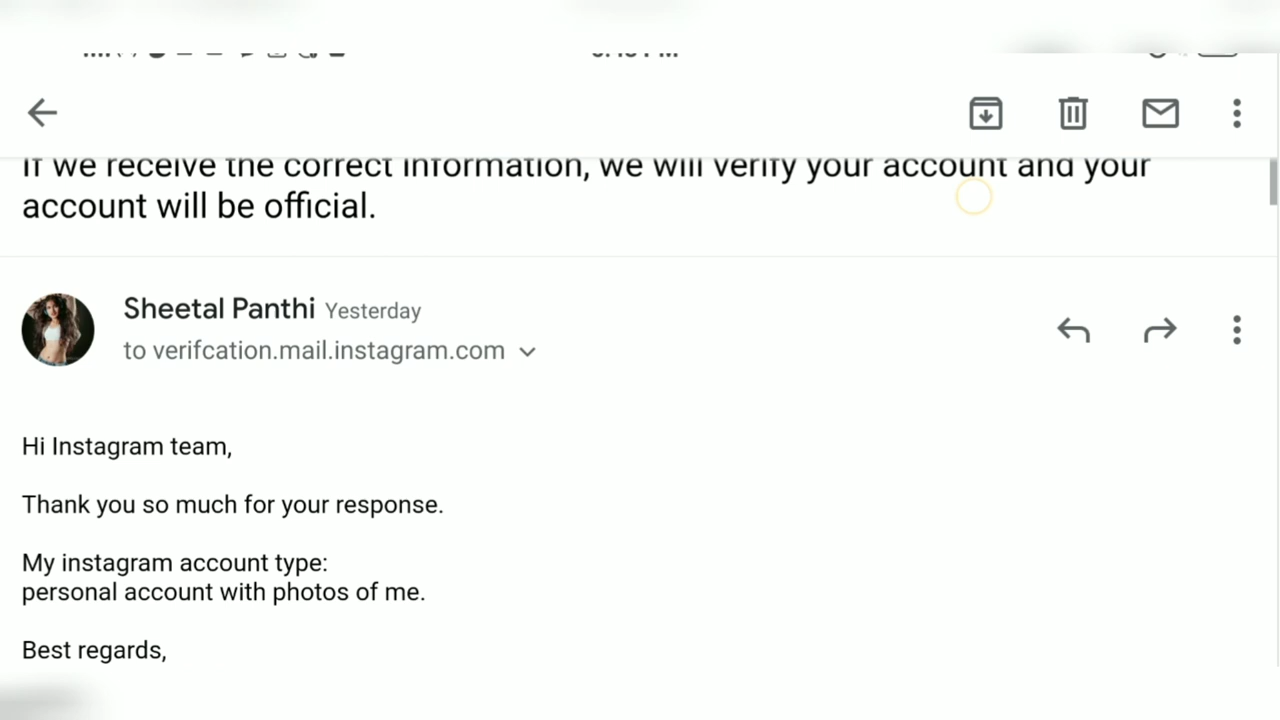 If we receive the correct information, we will verify your account and your
account will be official.
Sheetal Panthi Yesterday
to verifcation.mail.instagram.com
Hi Instagram team,
Thank you so much for your response.
My instagram account type:
personal account with photos of me.
Best regards,